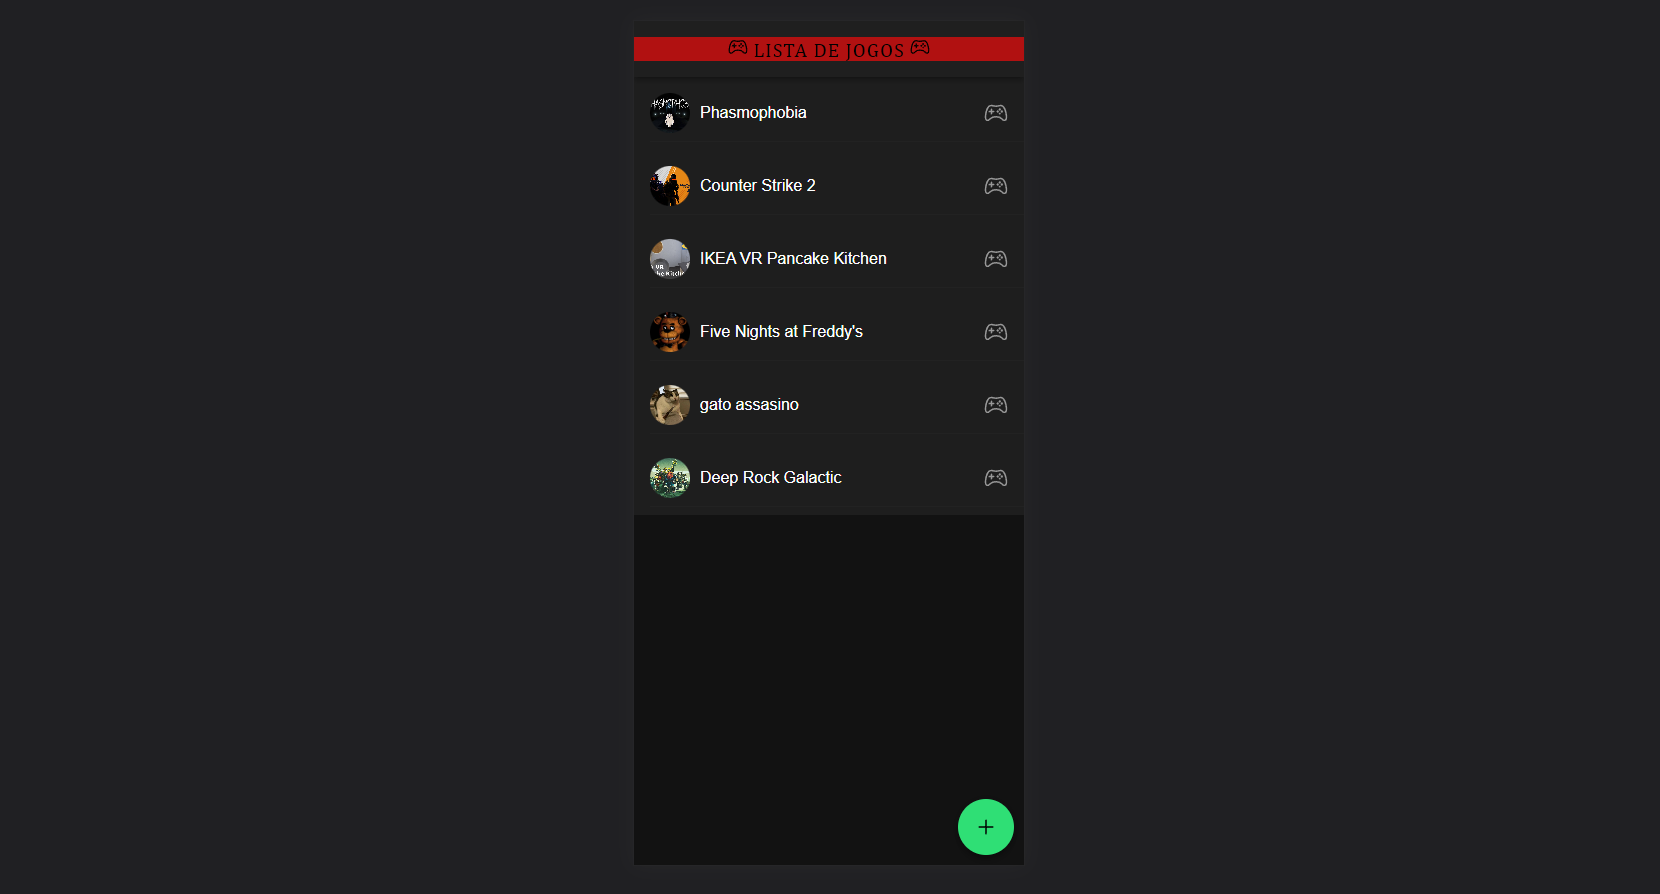 LISTA DE JOGOS
Phasmophobia
Counter Strike 2
IKEA VR Pancake Kitchen
Five Nights at Freddy's
gato assasino
Deep Rock Galactic